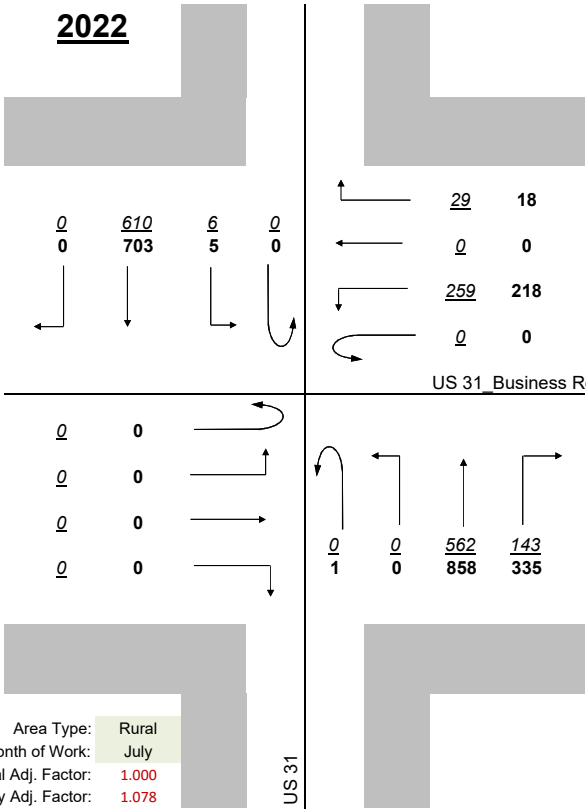 2022
0 610 6 0
0 703 5 0
29 18
0 0
259 218
0 0
US 31_Business R
0 0
0 0
0 0
0 0
0 0 562 143
1 0 858 335
Area Type: Rural
onth of Work: July
al Adj. Factor: 1.000
y Adj. Factor: 1.078
US 31